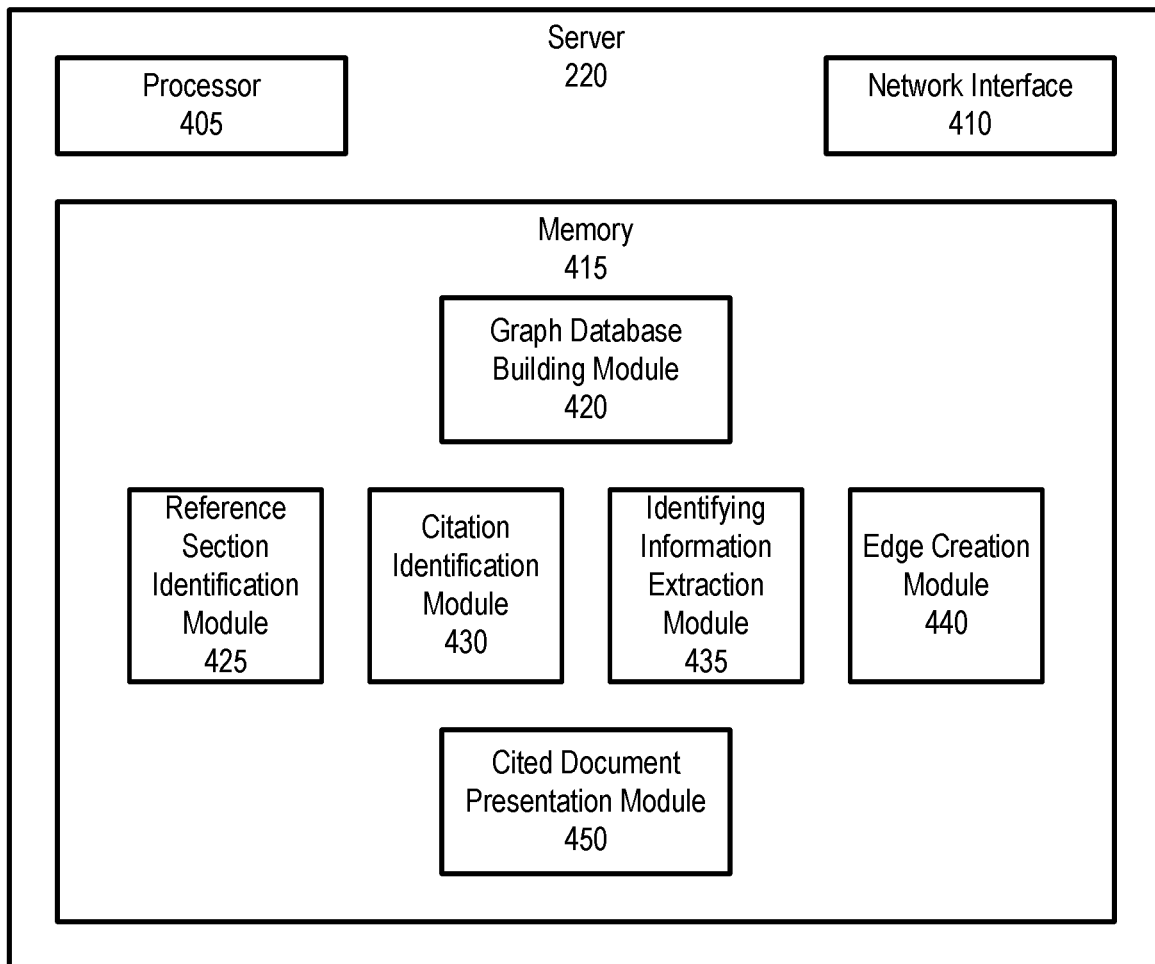 Server
220
Processor
405
Network Interface
410
Memory
415
Graph Database
Building Module
420
Reference
Section
Identification
Module
425
Citation
Identification
Module
430
Identifying
Information
Extraction
Module
435
Edge Creation
Module
440
Cited Document
Presentation Module
450